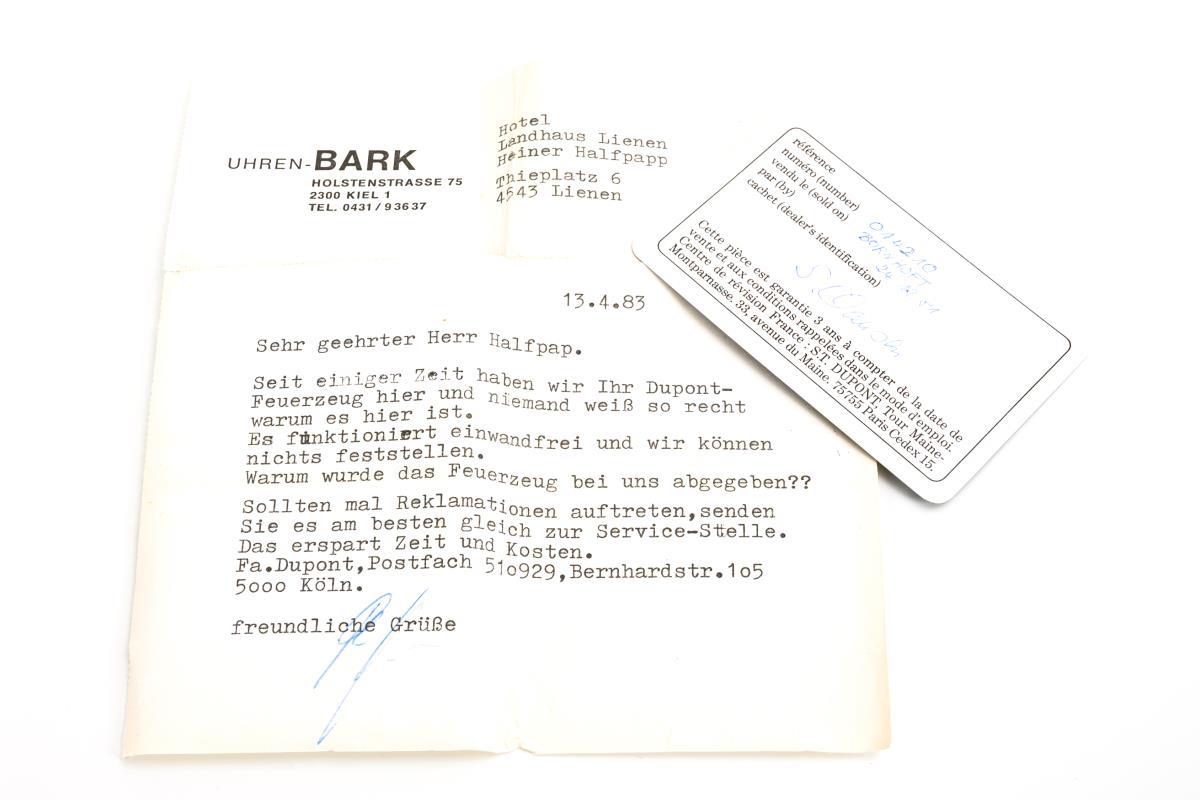 UHREN-BARK
HOLSTENSTRASSE 75
2300 KIEL 1
TEL. 0431/93637
Hotel
Landhaus Lienen
Heiner Halfpapp
Thieplatz 6
4543 Lienen
13.4.83
Sehr geehrter Herr Halfpap.
Seit einiger Zeit haben wir Ihr Dupont-
Feuerzeug hier und niemand weiß so recht
warum es hier ist.
Es funktioniert einwandfrei und wir können
nichts feststellen.
Warum wurde das Feuerzeug bei uns abgegeben??
Sollten mal Reklamationen auftreten,senden
Sie es am besten gleich zur Service-Stelle.
Das erspart Zeit und Kosten.
Fa.Dupont,Postfach 510929,Bernhardstr.105
5000 Köln.
freundliche Grüße
référence
numéro (number)
vendu le (sold on)
par (by)
cachet (dealer's identification)
Cette pièce est garantie 3 ans à compter de la date de
vente et aux conditions rappelées dans le mode d'emploi.
Centre de révision France : S.T. DUPONT. Tour Maine-
Montparnasse. 33, avenue du Maine. 75755 Paris Cedex 15.